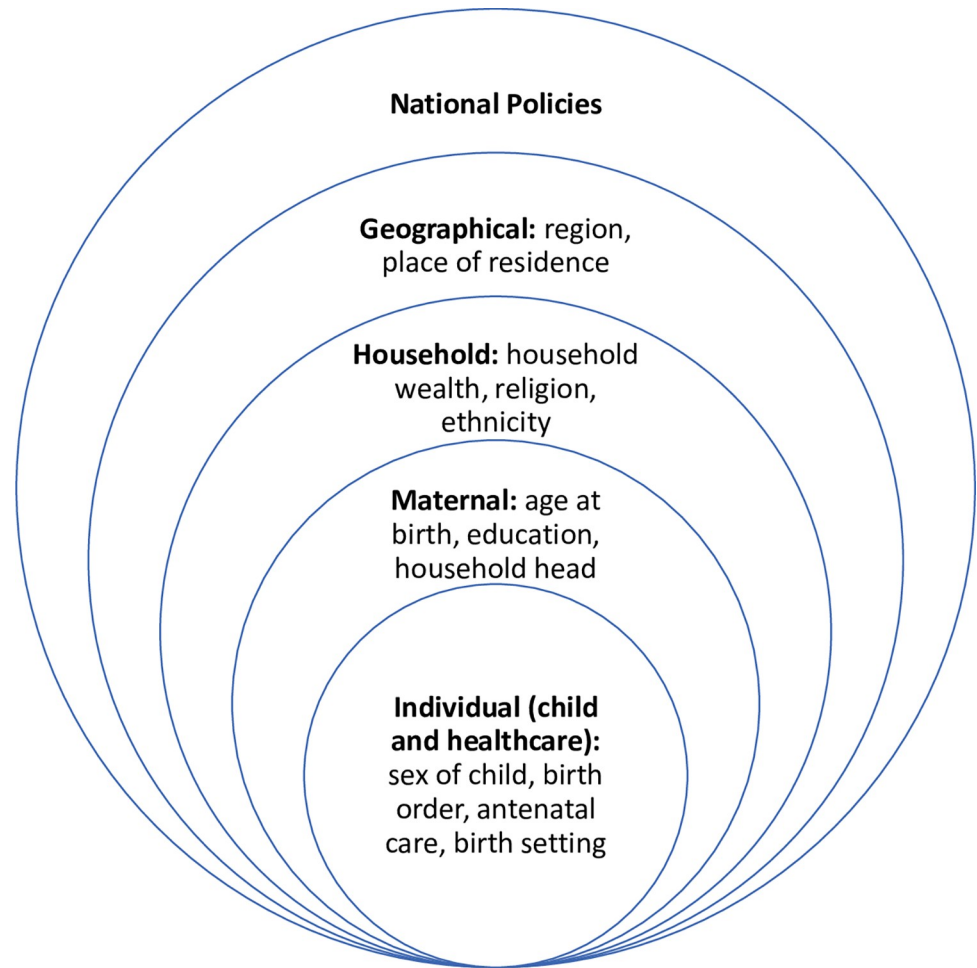 National Policies
Geographical: region,
place of residence
Household: household
wealth, religion,
ethnicity
Maternal: age at
birth, education,
household head
Individual (child
and healthcare):
sex of child, birth
order, antenatal
care, birth setting